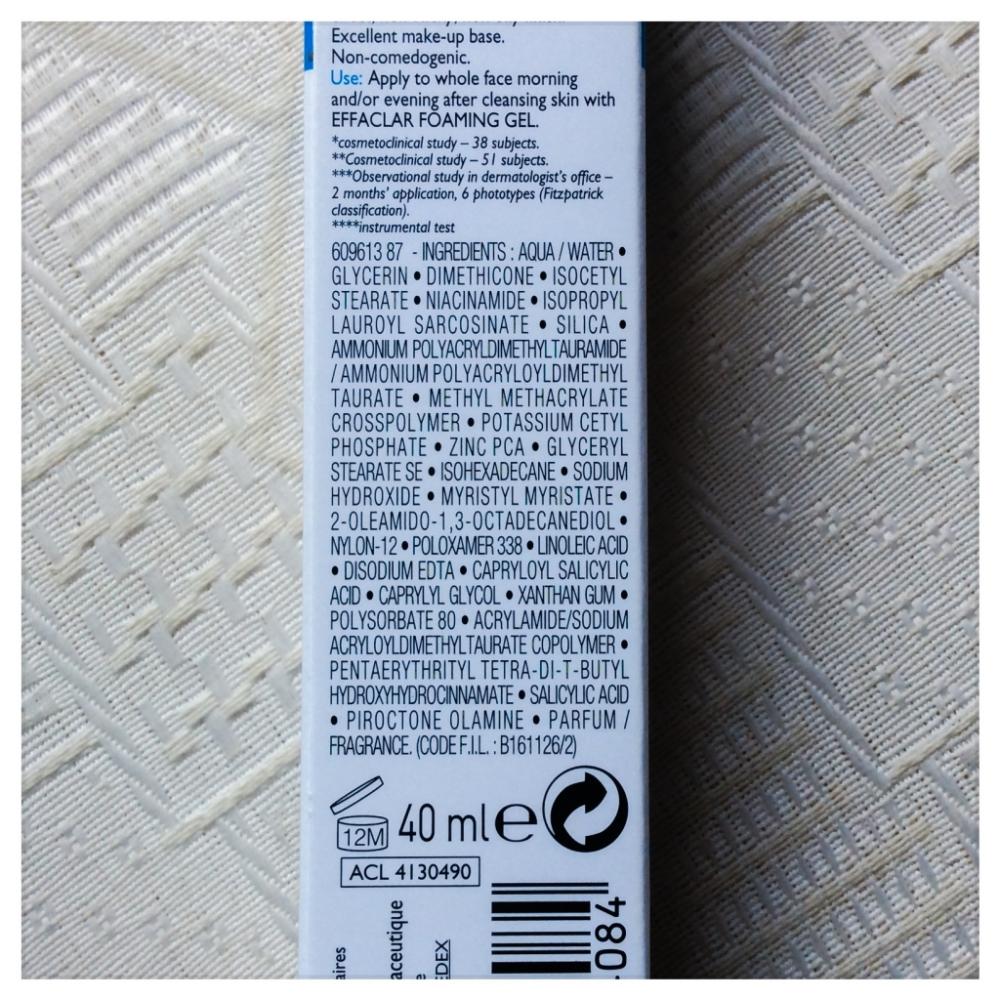 Excellent make-up base.
Non-comedogenic.
Use: Apply to whole face morning
and/or evening after cleansing skin with
EFFACLAR FOAMING GEL.
*cosmetoclinical study – 38 subjects.
**Cosmetoclinical study – 51 subjects.
***Observational study in dermatologist's office –
2 months' application, 6 phototypes (Fitzpatrick
classification).
****instrumental test
609613 87 - INGREDIENTS : AQUA / WATER •
GLYCERIN • DIMETHICONE • ISOCETYL
STEARATE • NIACINAMIDE • ISOPROPYL
LAUROYL SARCOSINATE • SILICA •
AMMONIUM POLYACRYLDIMETHYLTAURAMIDE
/ AMMONIUM POLYACRYLOYLDIMETHYL
TAURATE • METHYL METHACRYLATE
CROSSPOLYMER • POTASSIUM CETYL
PHOSPHATE • ZINC PCA • GLYCERYL
STEARATE SE • ISOHEXADECANE • SODIUM
HYDROXIDE • MYRISTYL MYRISTATE •
2-OLEAMIDO-1,3-OCTADECANEDIOL •
NYLON-12 • POLOXAMER 338 • LINOLEIC ACID
• DISODIUM EDTA • CAPRYLOYL SALICYLIC
ACID • CAPRYLYL GLYCOL • XANTHAN GUM •
POLYSORBATE 80 • ACRYLAMIDE/SODIUM
ACRYLOYLDIMETHYLTAURATE COPOLYMER •
PENTAERYTHRITYL TETRA-DI-T-BUTYL
HYDROXYHYDROCINNAMATE • SALICYLIC ACID
• PIROCTONE OLAMINE • PARFUM /
FRAGRANCE. (CODE F.I.L. : B161126/2)
12M 40 ml e
ACL 4130490
aires
aceutique
e
EDEX
084